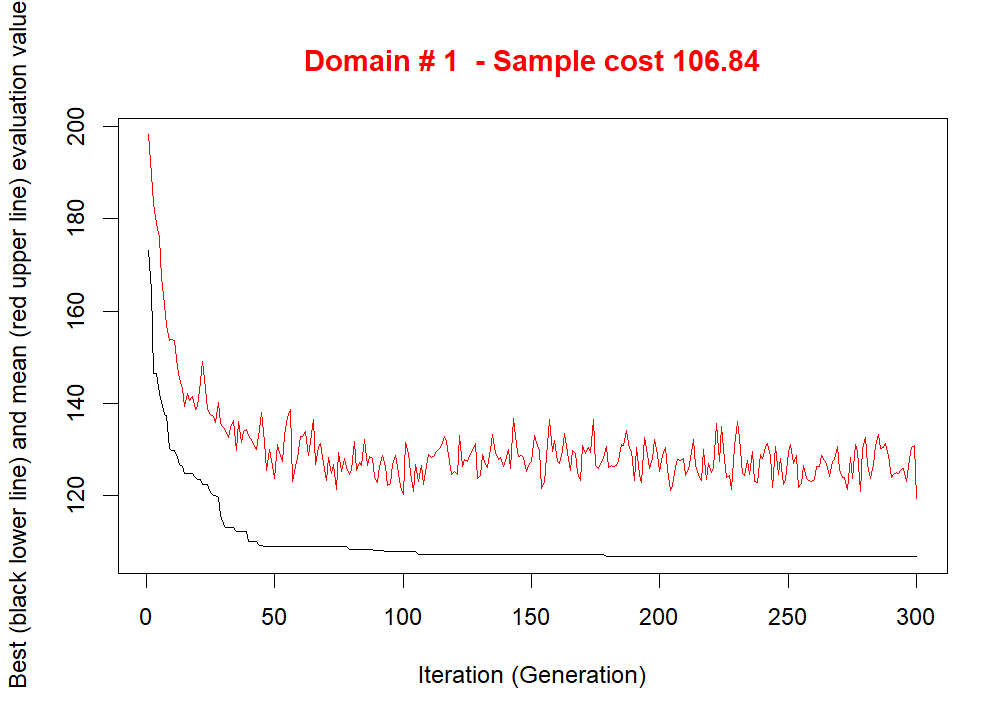 Domain # 1  - Sample cost 106.84
Best (black lower line) and mean (red upper line) evaluation value
200
180
160
140
120
0 50 100 150 200 250 300
Iteration (Generation)